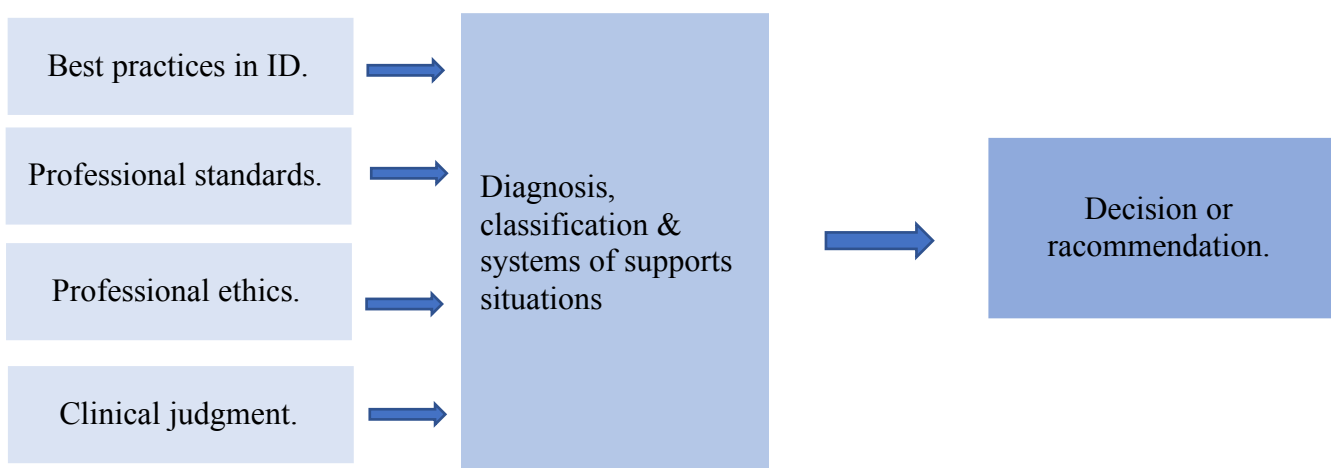 Best practices in ID.
Professional standards.
Professional ethics.
Clinical judgment.
Diagnosis,
classification &
systems of supports
situations
Decision or
racommendation.